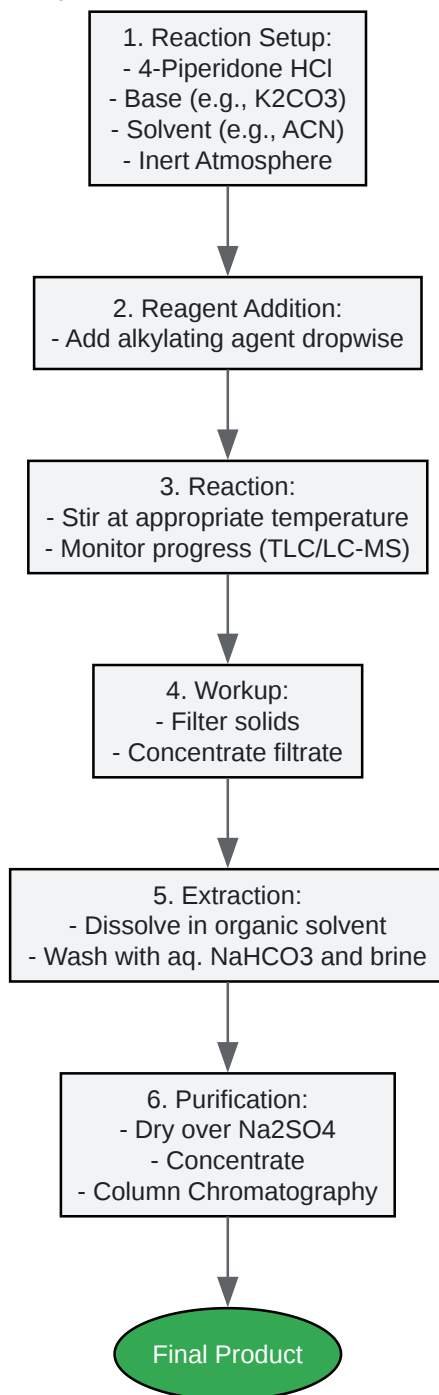 1. Reaction Setup:
- 4-Piperidone HCl
- Base (e.g., K2CO3)
- Solvent (e.g., ACN)
- Inert Atmosphere
2. Reagent Addition:
- Add alkylating agent dropwise
3. Reaction:
- Stir at appropriate temperature
- Monitor progress (TLC/LC-MS)
4. Workup:
- Filter solids
- Concentrate filtrate
5. Extraction:
- Dissolve in organic solvent
- Wash with aq. NaHCO3 and brine
6. Purification:
- Dry over Na2SO4
- Concentrate
- Column Chromatography
Final Product